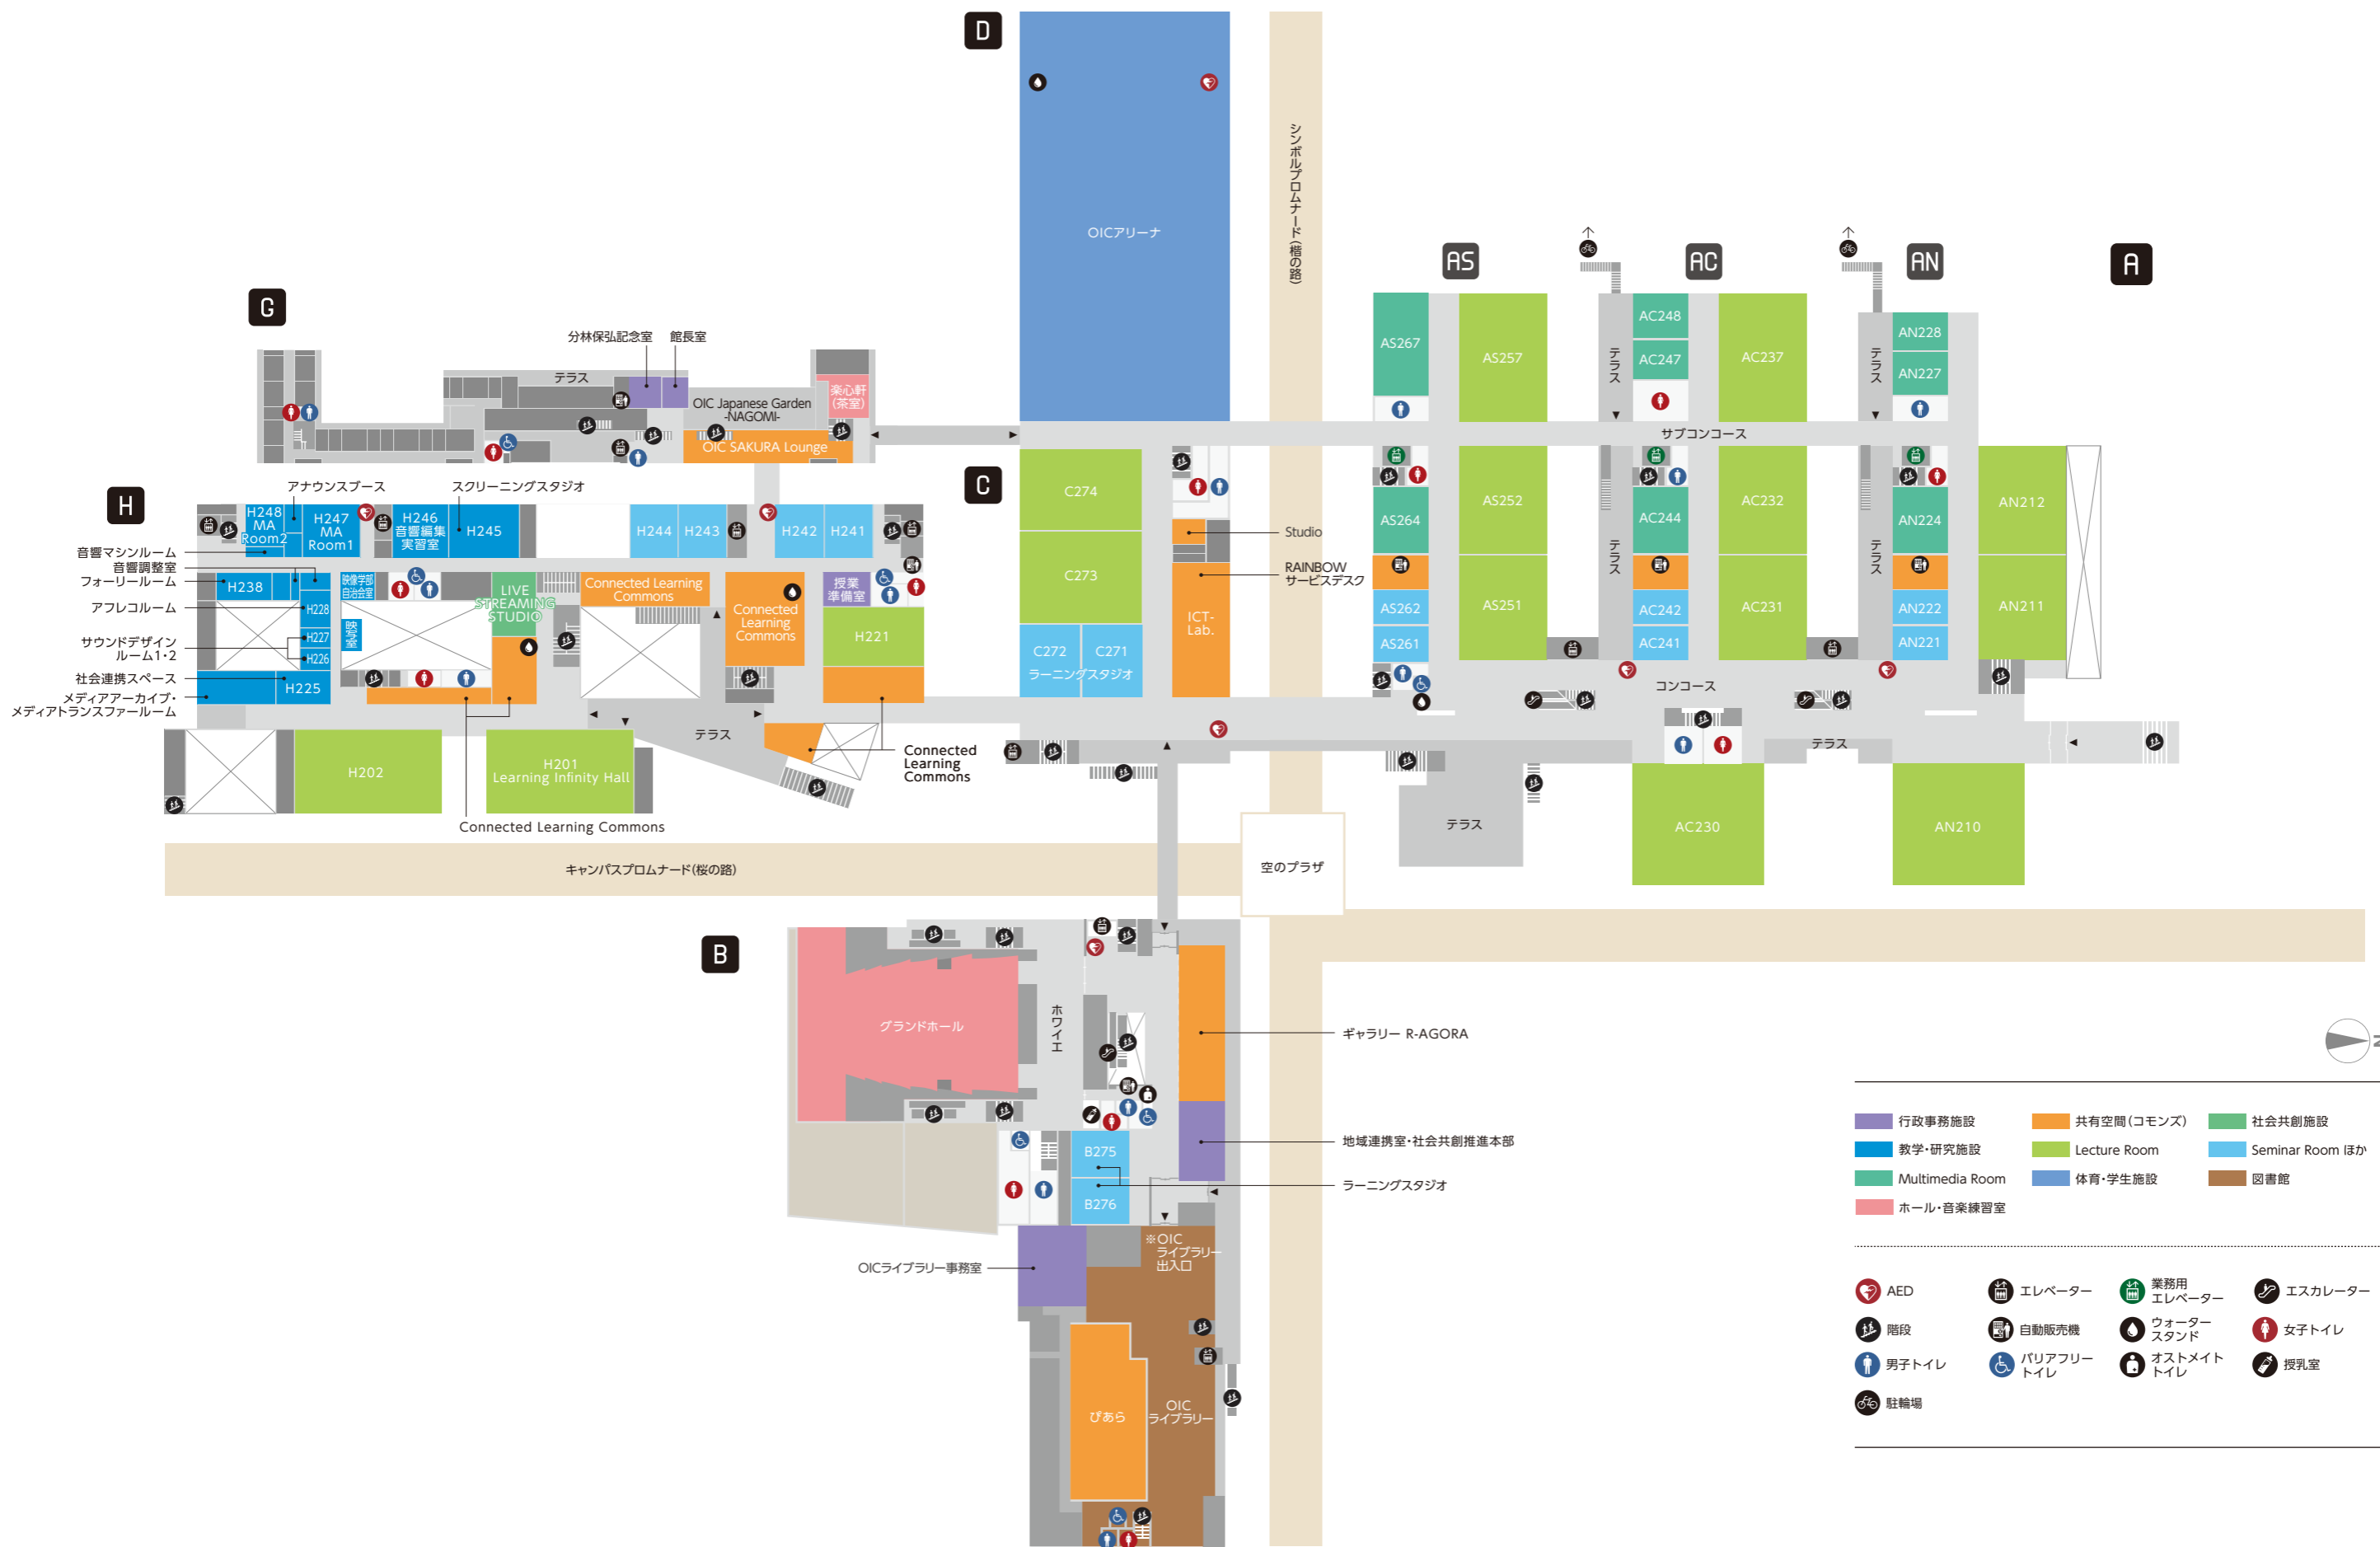 D
シンボルプロムナード(楷の路)
OICアリーナ
AS
AC
AN
A
G
分林保弘記念室
館長室
テラス
OIC Japanese Garden
-NAGOMI-
楽心軒
(茶室)
OIC SAKURA Lounge
AS267
AS257
テラス
AC248
AC247
AC237
テラス
AN228
AN227
サブコンコース
H
アナウンスブース
スクリーニングスタジオ
H248
MA
Room2
H247
MA
Room1
H246
音響編集
実習室
H245
H244
H243
H242
H241
音響マシンルーム
音響調整室
フォーリールーム
アフレコルーム
サウンドデザイン
ルーム1・2
社会連携スペース
メディアアーカイブ・
メディアトランスファールーム
H238
映像学部
自治会室
H228
H227
H226
映写室
H225
LIVE
STREAMING
STUDIO
Connected Learning
Commons
Connected
Learning
Commons
授業
準備室
H221
C
C274
C273
C272
C271
ラーニングスタジオ
Studio
RAINBOW
サービスデスク
ICT-
Lab.
AS264
AS252
AS262
AS251
AS261
テラス
AC244
AC232
AC242
AC231
AC241
テラス
AN224
AN212
AN222
AN211
AN221
コンコース
テラス
H202
H201
Learning Infinity Hall
テラス
Connected
Learning
Commons
Connected Learning Commons
テラス
AC230
AN210
キャンパスプロムナード(桜の路)
空のプラザ
B
グランドホール
ホワイエ
ギャラリー R-AGORA
地域連携室・社会共創推進本部
B275
ラーニングスタジオ
B276
OICライブラリー事務室
※OIC
ライブラリー
出入口
ぴあら
OIC
ライブラリー
行政事務施設
共有空間(コモンズ)
社会共創施設
教学・研究施設
Lecture Room
Seminar Room ほか
Multimedia Room
体育・学生施設
図書館
ホール・音楽練習室
AED
エレベーター
業務用
エレベーター
エスカレーター
階段
自動販売機
ウォーター
スタンド
女子トイレ
男子トイレ
バリアフリー
トイレ
オストメイト
トイレ
授乳室
駐輪場